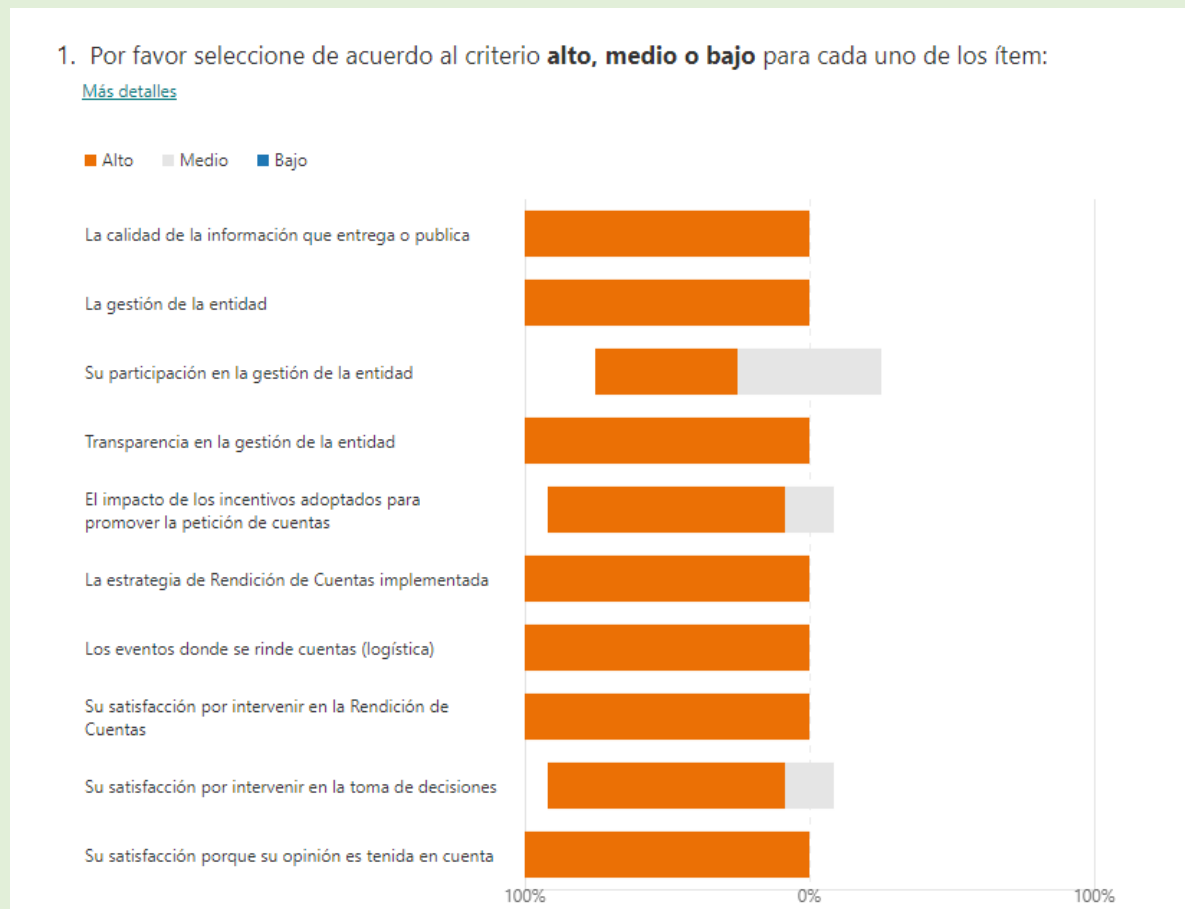 1. Por favor seleccione de acuerdo al criterio alto, medio o bajo para cada uno de los ítem:
Más detalles
Alto Medio Bajo
La calidad de la información que entrega o publica
La gestión de la entidad
Su participación en la gestión de la entidad
Transparencia en la gestión de la entidad
El impacto de los incentivos adoptados para
promover la petición de cuentas
La estrategia de Rendición de Cuentas implementada
Los eventos donde se rinde cuentas (logística)
Su satisfacción por intervenir en la Rendición de
Cuentas
Su satisfacción por intervenir en la toma de decisiones
Su satisfacción porque su opinión es tenida en cuenta
100% 0% 100%